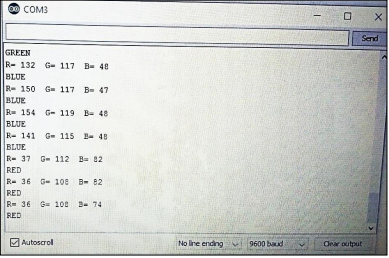 COM3
Send
GREEN
R= 132 G= 117 B= 48
BLUE
R= 150 G= 117 B= 47
BLUE
R= 154 G= 119 B= 48
BLUE
R= 141 G= 115 B= 48
BLUE
R= 37 G= 112 B= 82
RED
R= 36 G= 108 B= 82
RED
R= 36 G= 108 B= 74
RED
Autoscroll No line ending 9600 baud Clear output